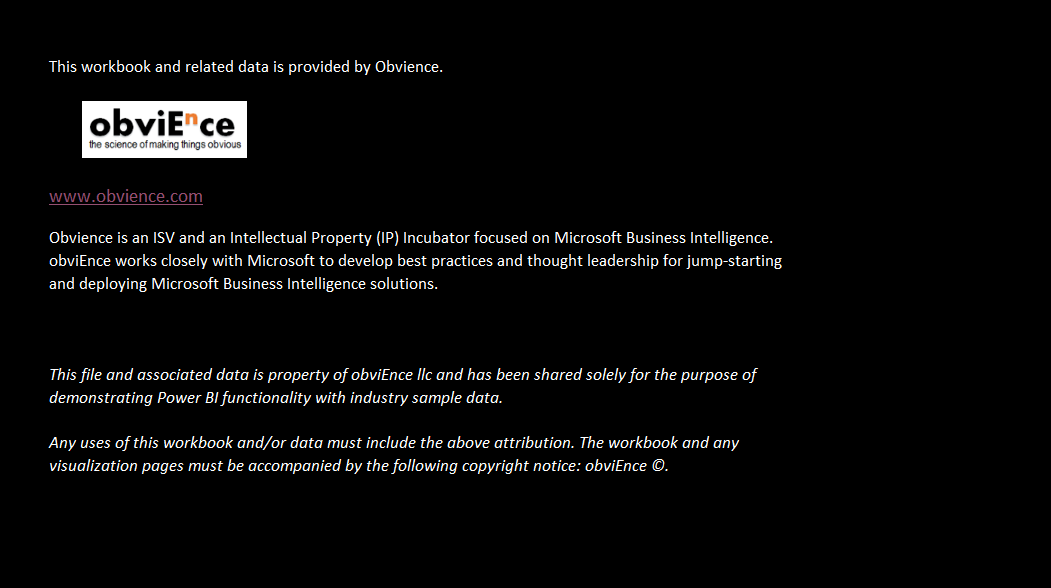 This workbook and related data is provided by Obvience.
obviEnce
the science of making things obvious
www.obvience.com
Obvience is an ISV and an Intellectual Property (IP) Incubator focused on Microsoft Business Intelligence.
obviEnce works closely with Microsoft to develop best practices and thought leadership for jump-starting
and deploying Microsoft Business Intelligence solutions.
This file and associated data is property of obviEnce llc and has been shared solely for the purpose of
demonstrating Power BI functionality with industry sample data.
Any uses of this workbook and/or data must include the above attribution. The workbook and any
visualization pages must be accompanied by the following copyright notice: obviEnce ©.